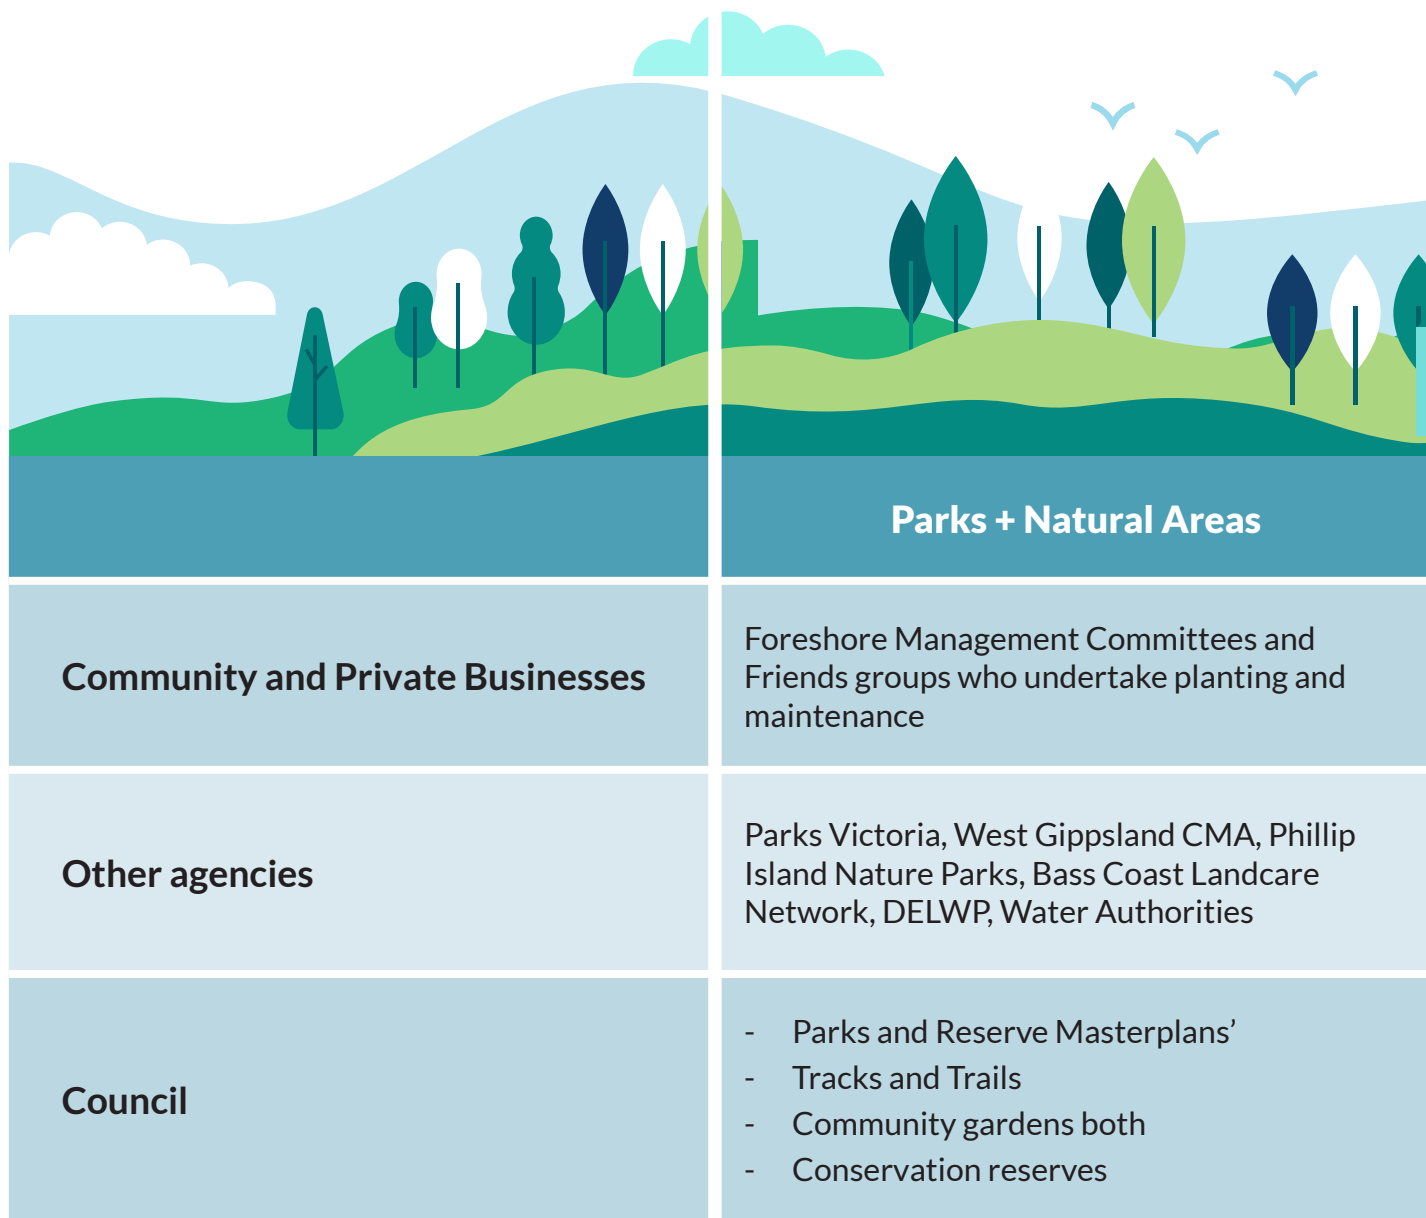 Parks + Natural Areas
Community and Private Businesses
Foreshore Management Committees and
Friends groups who undertake planting and
maintenance
Other agencies
Parks Victoria, West Gippsland CMA, Phillip
Island Nature Parks, Bass Coast Landcare
Network, DELWP, Water Authorities
Council
- Parks and Reserve Masterplans’
- Tracks and Trails
- Community gardens both
- Conservation reserves